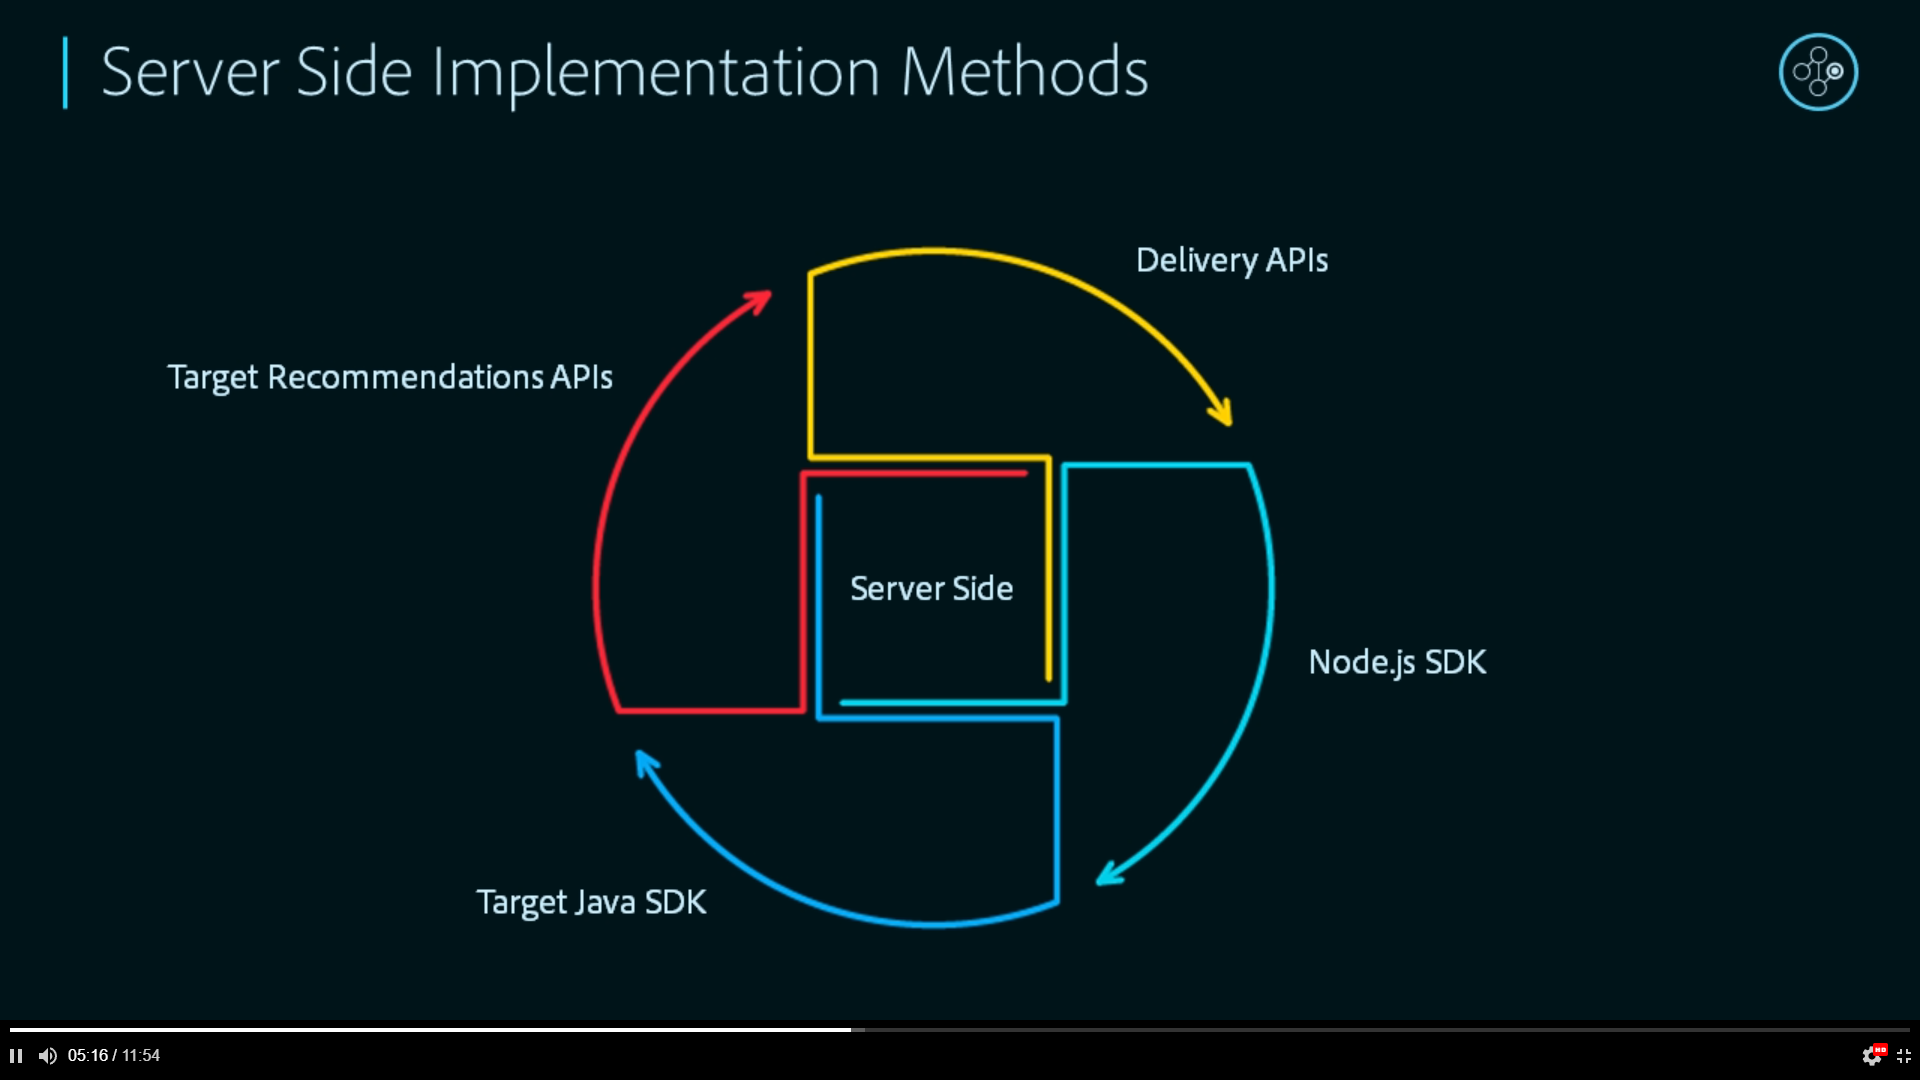 Server Side Implementation Methods
Delivery APIs
Target Recommendations APIs
Server Side
Node.js SDK
Target Java SDK
05:16 / 11:54
HD